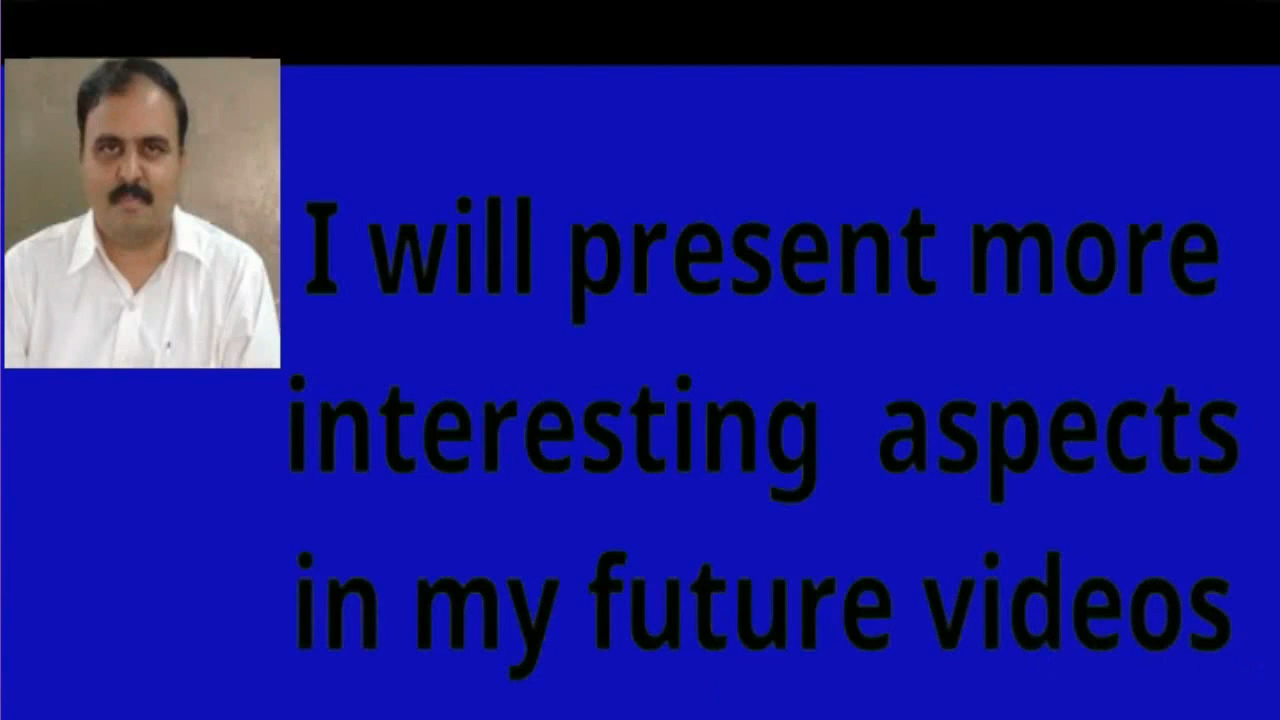 I will present more
interesting aspects
in my future videos